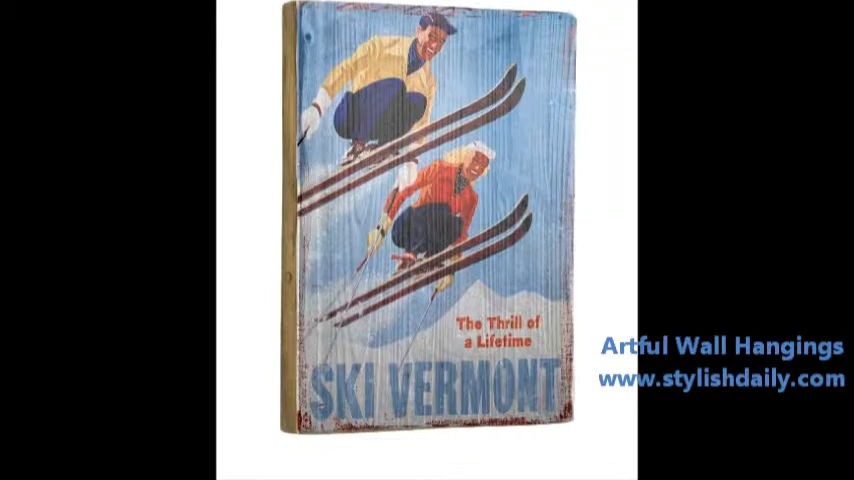 The Thrill of
a Lifetime
SKI VERMONT
Artful Wall Hangings
www.stylishdaily.com